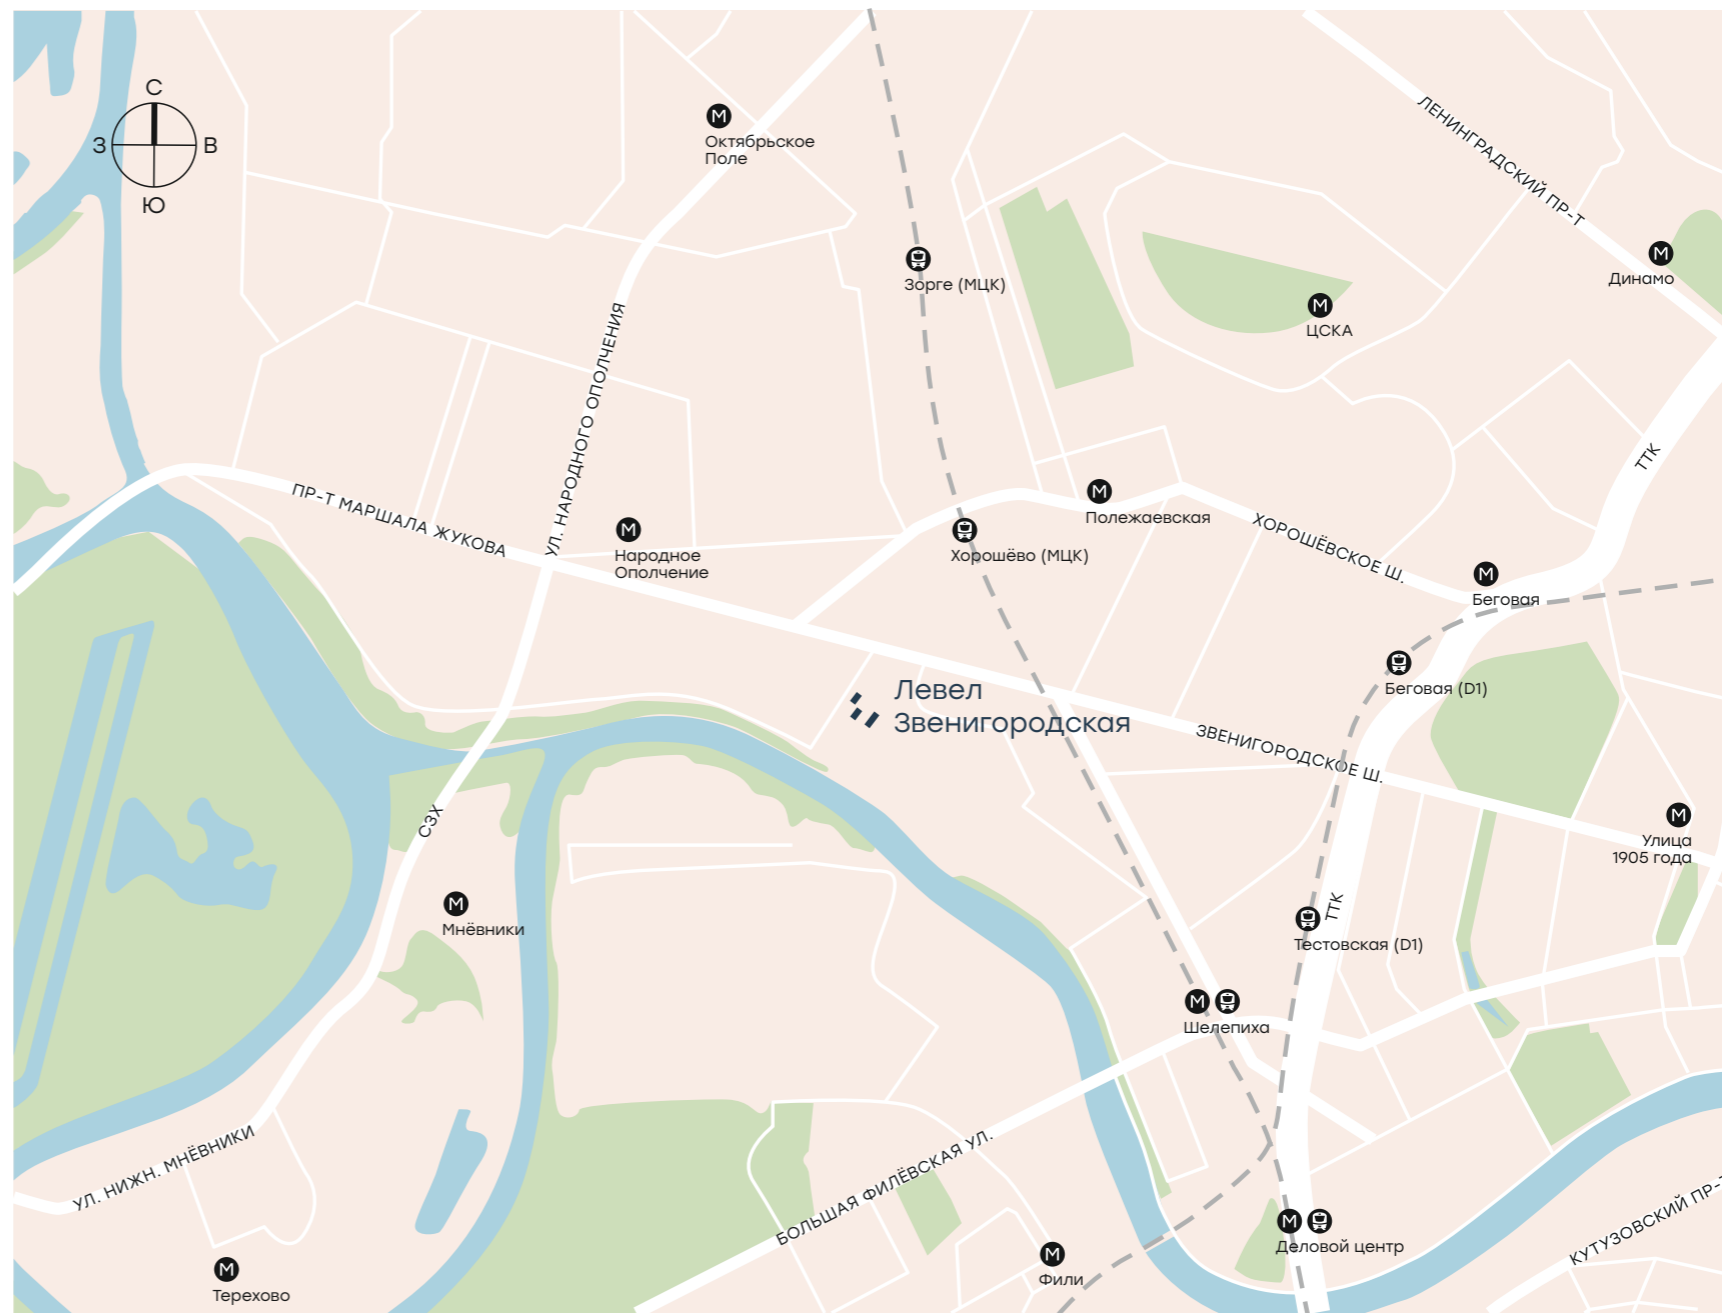 С
З
В
Ю
М
Октябрьское
Поле
ЛЕНИНГРАДСКИЙ ПР-Т
М
Динамо
Зорге (МЦК)
М
ЦСКА
УЛ. НАРОДНОГО ОПОЛЧЕНИЯ
ТТК
ПР-Т МАРШАЛА ЖУКОВА
М
Народное
Ополчение
М
Полежаевская
Хорошёво (МЦК)
ХОРОШЁВСКОЕ Ш.
М
Беговая
Беговая (D1)
Левел
Звенигородская
ЗВЕНИГОРОДСКОЕ Ш.
СЗХ
М
Улица
1905 года
М
Мнёвники
ТТК
Тестовская (D1)
М
Шелепиха
УЛ. НИЖН. МНЁВНИКИ
БОЛЬШАЯ ФИЛЁВСКАЯ УЛ.
М
Деловой центр
КУТУЗОВСКИЙ ПР-Т
М
Фили
М
Терехово